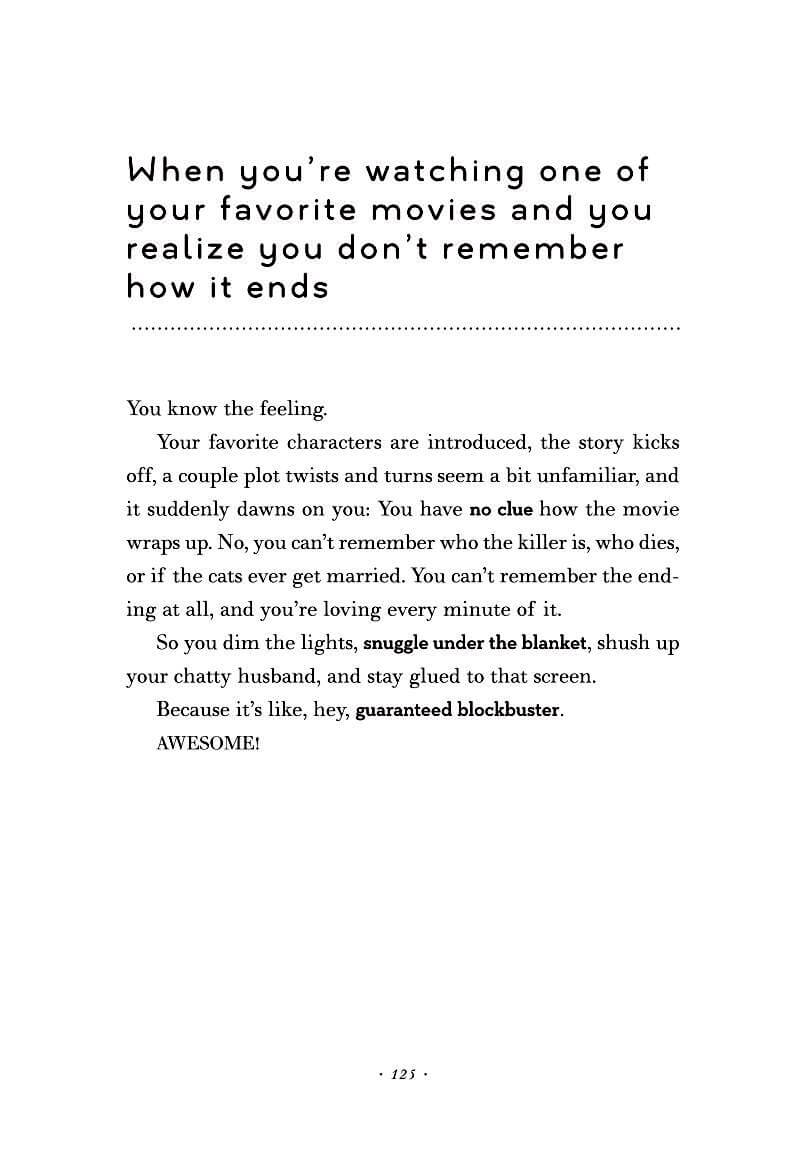 When you're watching one of
your favorite movies and you
realize you don't remember
how it ends
You know the feeling.
Your favorite characters are introduced, the story kicks
off, a couple plot twists and turns seem a bit unfamiliar, and
it suddenly dawns on you: You have no clue how the movie
wraps up. No, you can't remember who the killer is, who dies,
or if the cats ever get married. You can't remember the end-
ing at all, and you're loving every minute of it.
So you dim the lights, snuggle under the blanket, shush up
your chatty husband, and stay glued to that screen.
Because it's like, hey, guaranteed blockbuster.
AWESOME!
· 125 ·